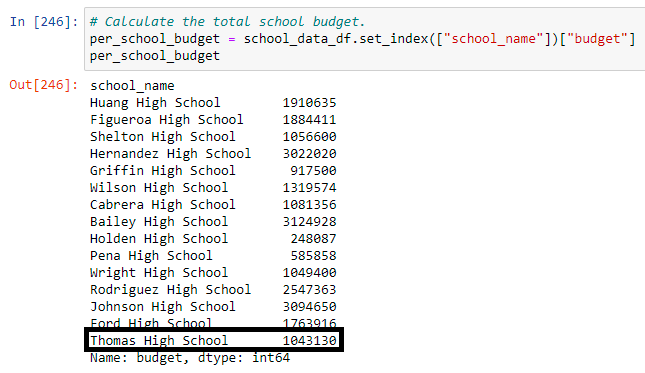 In [246]: # Calculate the total school budget.
per_school_budget = school_data_df.set_index(["school_name"])["budget"]
per_school_budget
Out[246]: school_name
Huang High School 1910635
Figueroa High School 1884411
Shelton High School 1056600
Hernandez High School 3022020
Griffin High School 917500
Wilson High School 1319574
Cabrera High School 1081356
Bailey High School 3124928
Holden High School 248087
Pena High School 585858
Wright High School 1049400
Rodriguez High School 2547363
Johnson High School 3094650
Ford High School 1763916
Thomas High School 1043130
Name: budget, dtype: int64